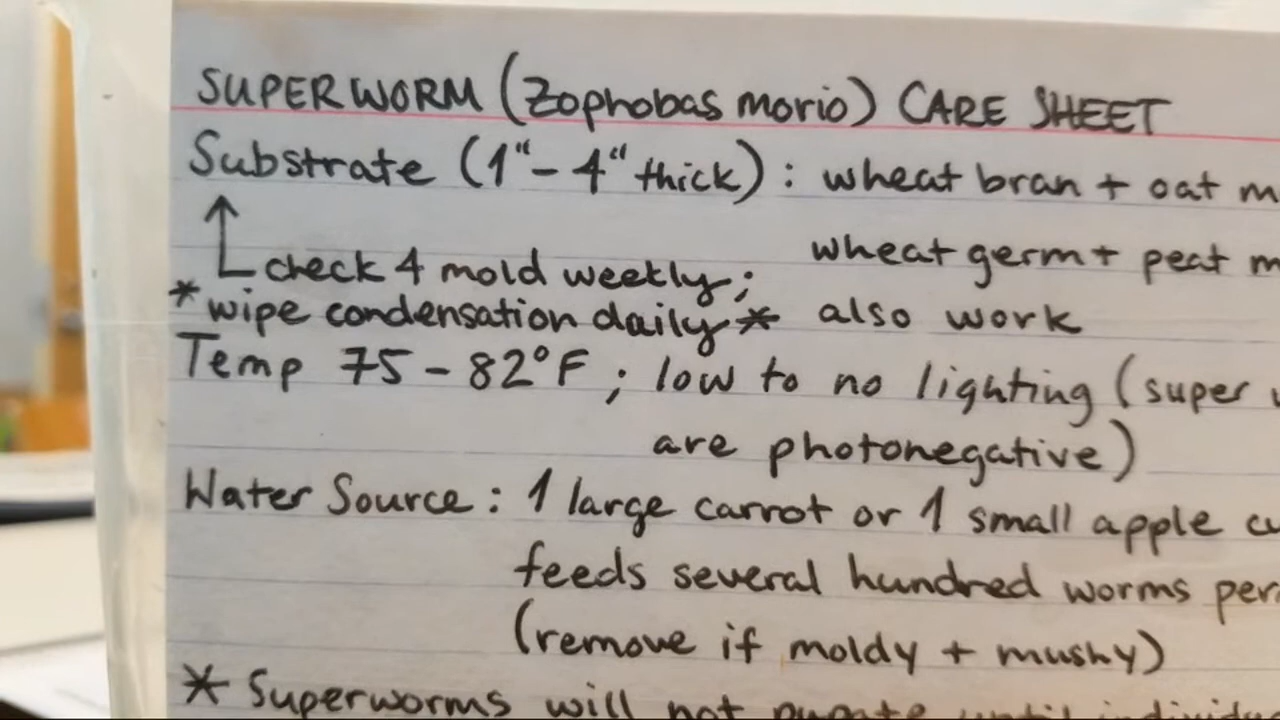 SUPERWORM (Zophobas morio) CARE SHEET
Substrate (1"-4" thick): wheat bran + oat m
wheat germ + peat m
check 4 mold weekly;
*wipe condensation daily* also work
Temp 75-82°F; low to no lighting (super
are photonegative)
Water Source: 1 large carrot or 1 small apple
feeds several hundred worms per
(remove if moldy + mushy)
* Superworms will not pupate until